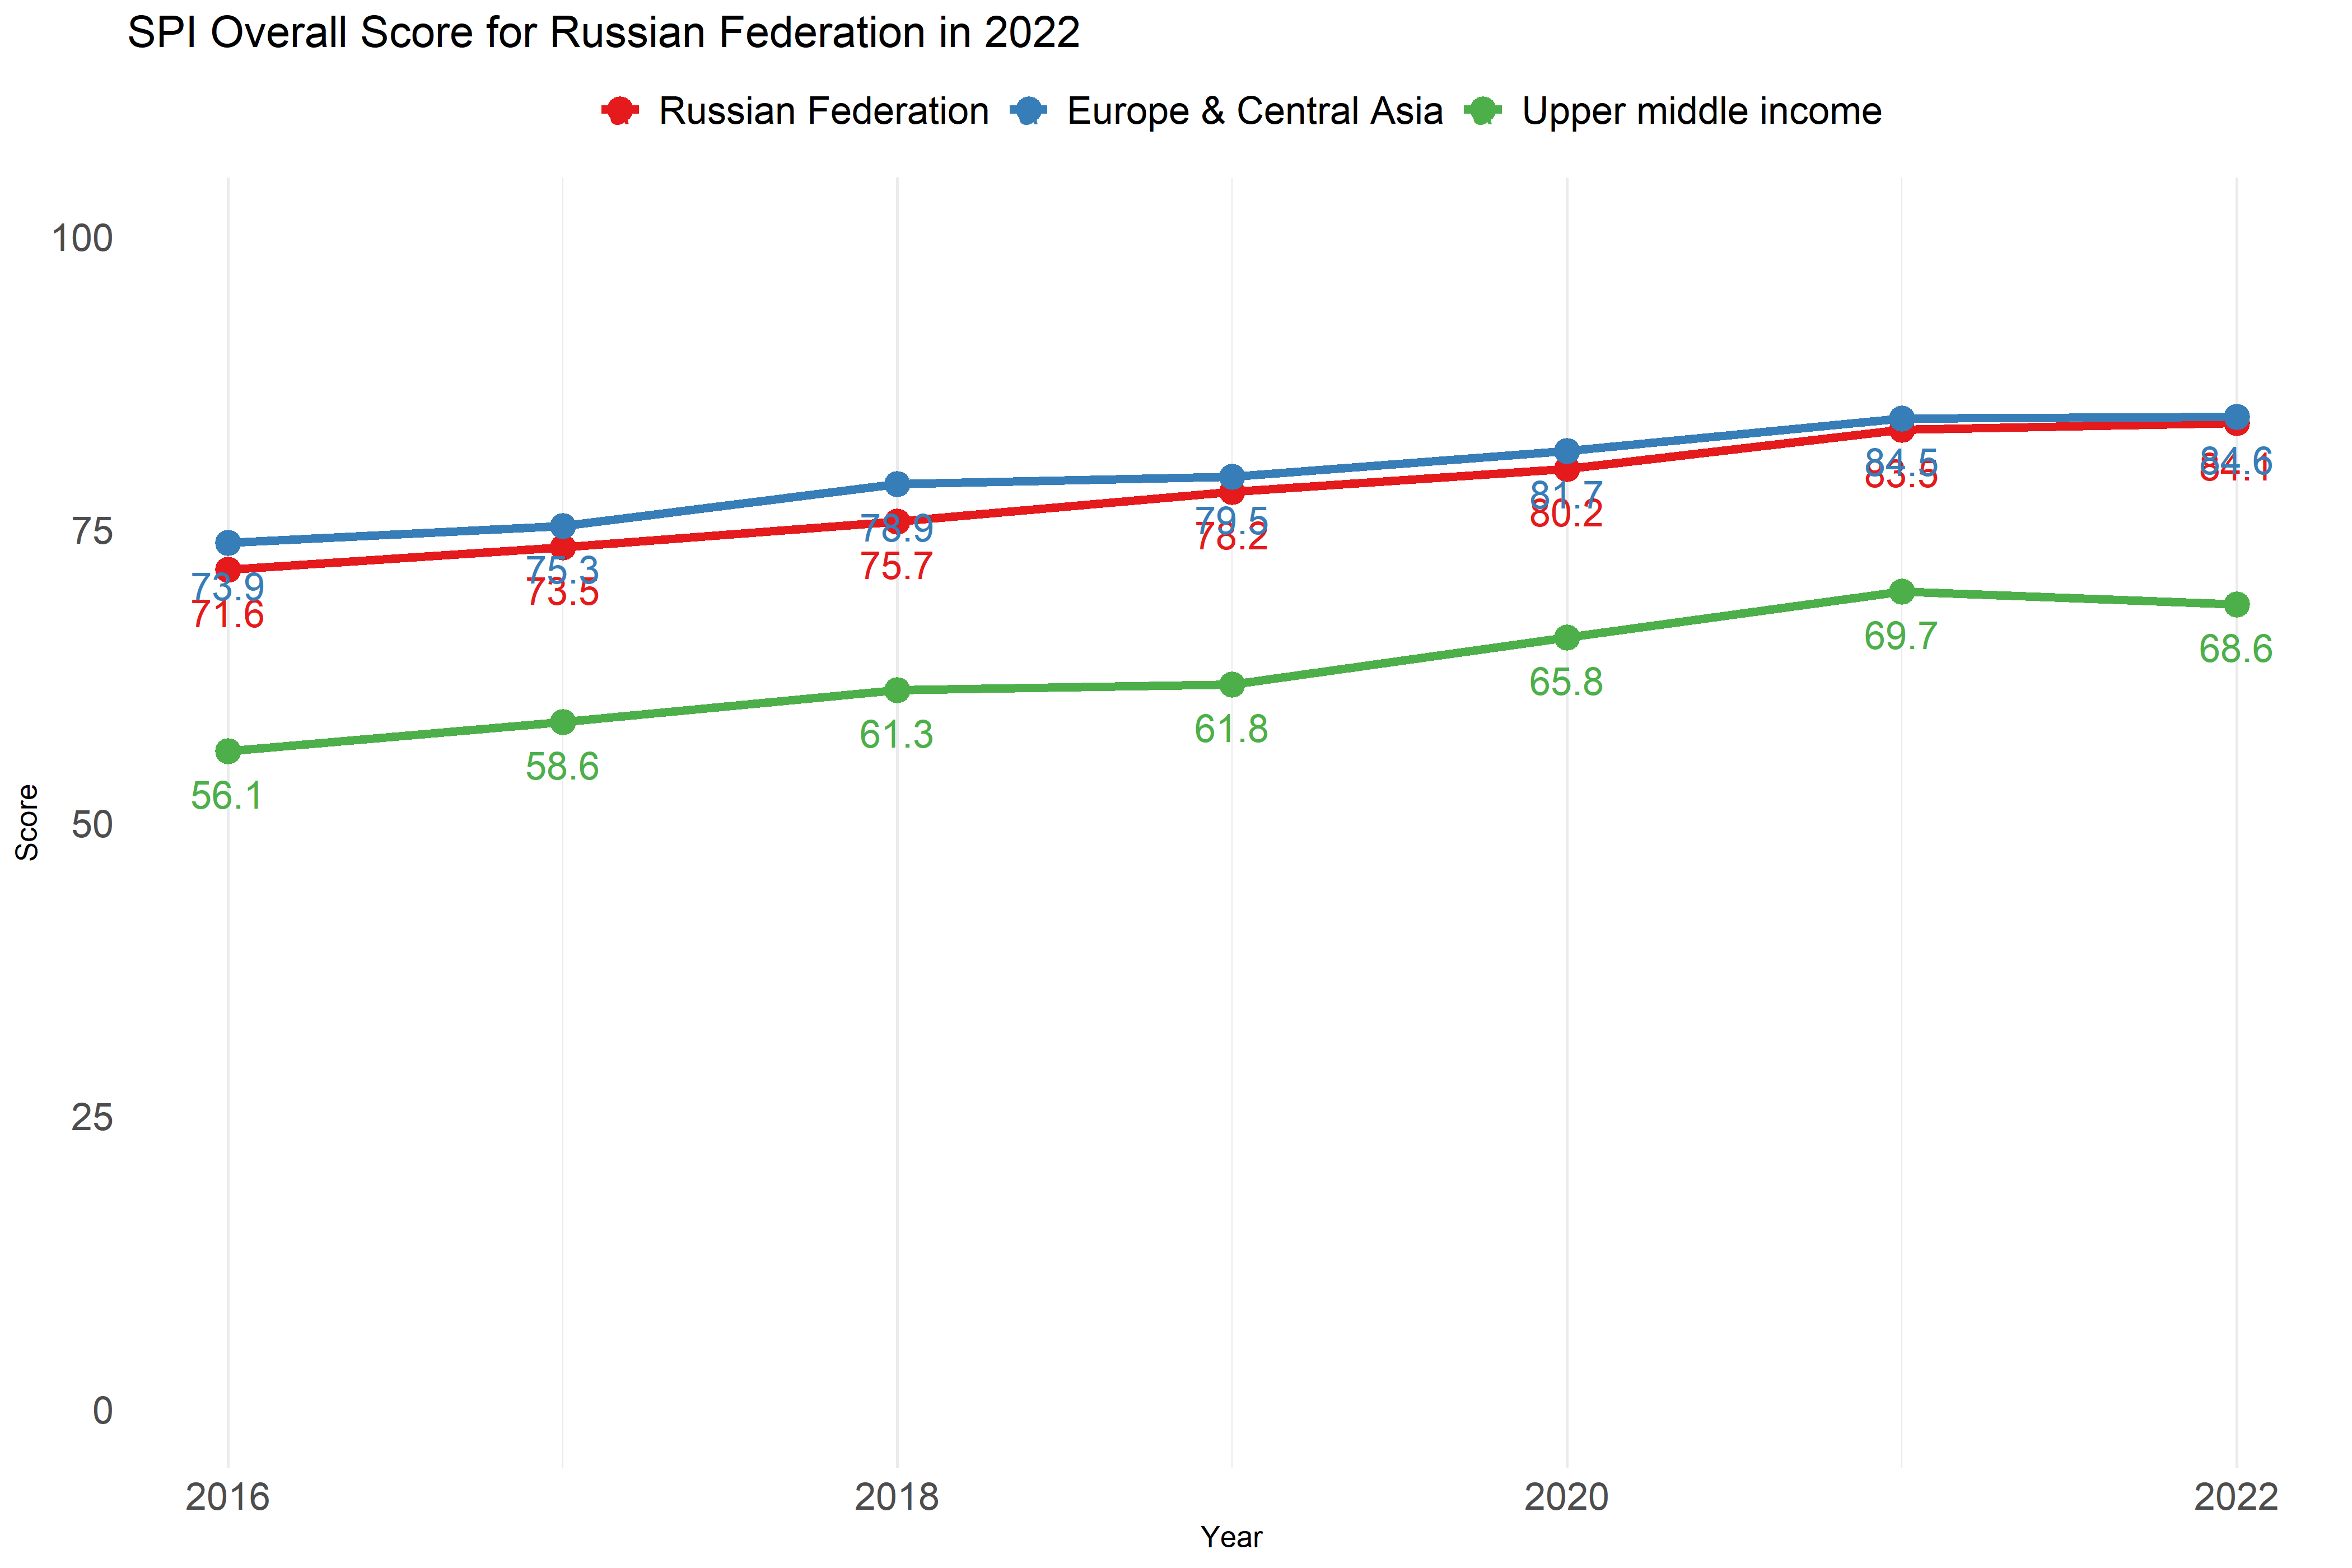 SPI Overall Score for Russian Federation in 2022
Russian Federation Europe & Central Asia Upper middle income
100
75
50
25
0
Score
73.9 75.3 78.9 79.5 81.7 84.5 84.6
71.6 73.5 75.7 78.2 80.2 83.5 84.1
56.1 58.6 61.3 61.8 65.8 69.7 68.6
2016 2018 2020 2022
Year